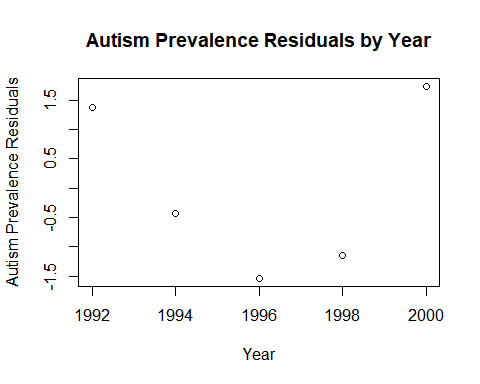 Autism Prevalence Residuals by Year
Autism Prevalence Residuals
1.5
0.5
-0.5
-1.5
1992 1994 1996 1998 2000
Year